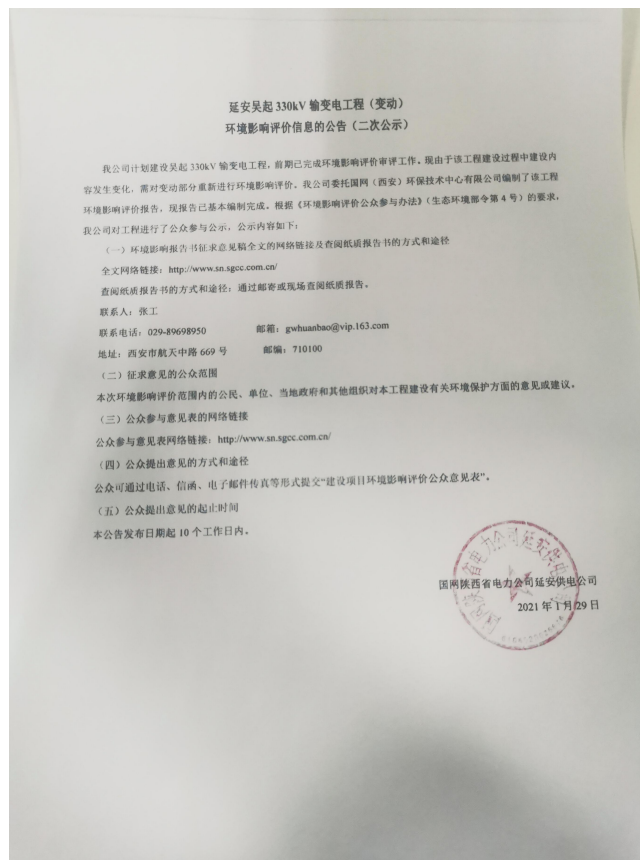 延安吴起 330kV 输变电工程（变动）
环境影响评价信息的公告（二次公示）
我公司计划建设吴起 330kV 输变电工程，前期已完成环境影响评价审评工作。现由于该工程建设过程中建设内
容发生变化，需对变动部分重新进行环境影响评价。我公司委托国网（西安）环保技术中心有限公司编制了该工程
环境影响评价报告，现报告已基本编制完成。根据《环境影响评价公众参与办法》（生态环境部令第 4 号）的要求，
我公司对工程进行了公众参与公示，公示内容如下：
（一）环境影响报告书征求意见稿全文的网络链接及查阅纸质报告书的方式和途径
全文网络链接：http://www.sn.sgcc.com.cn/
查阅纸质报告书的方式和途径：通过邮寄或现场查阅纸质报告。
联系人：张工
联系电话：029-89698950 邮箱：gwhuanbao@vip.163.com
地址：西安市航天中路 669 号 邮编：710100
（二）征求意见的公众范围
本次环境影响评价范围内的公民、单位、当地政府和其他组织对本工程建设有关环境保护方面的意见或建议。
（三）公众参与意见表的网络链接
公众参与意见表网络链接：http://www.sn.sgcc.com.cn/
（四）公众提出意见的方式和途径
公众可通过电话、信函、电子邮件传真等形式提交“建设项目环境影响评价公众意见表”。
（五）公众提出意见的起止时间
本公告发布日期起 10 个工作日内。
国网陕西省电力公司延安供电公司
2021 年 1 月 29 日